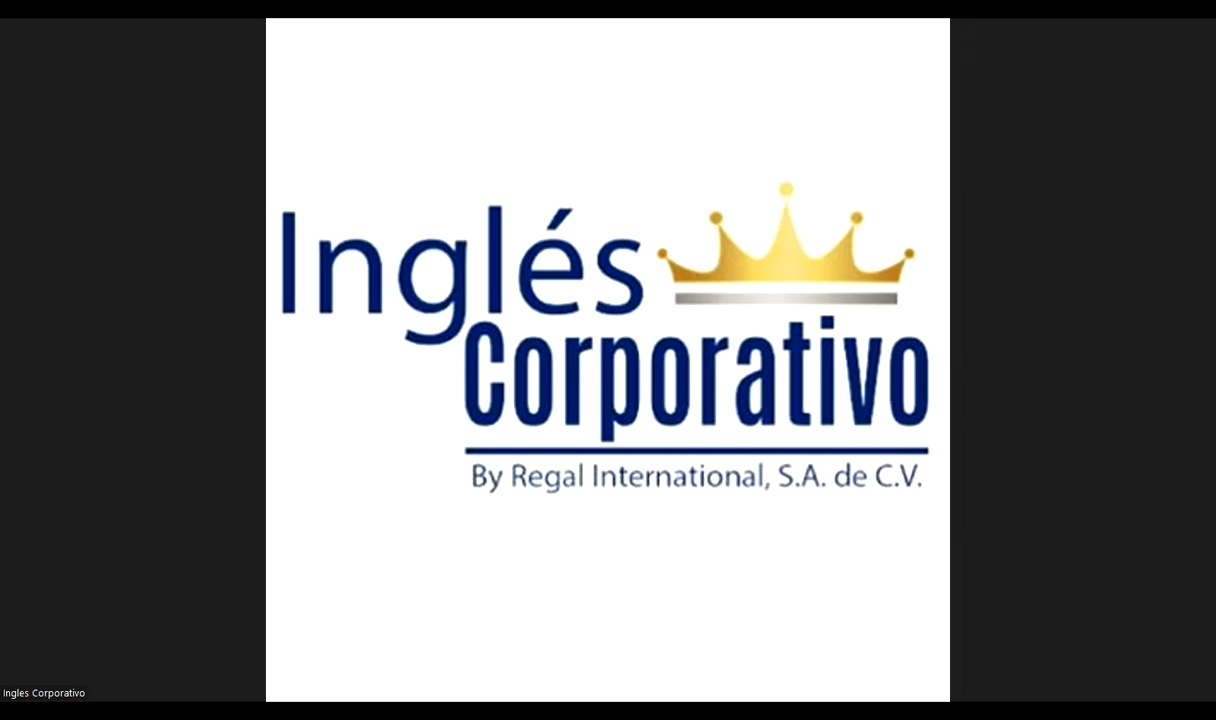 Inglés
Corporativo
By Regal International, S.A. de C.V.
Ingles Corporativo